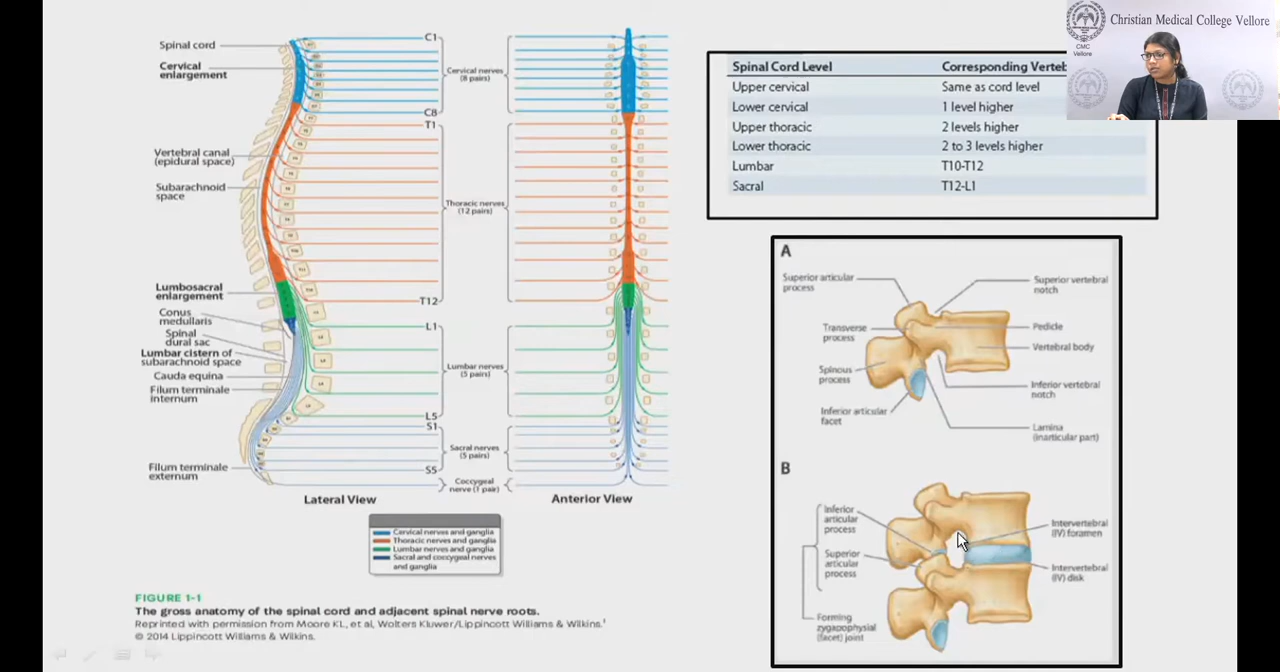 Christian Medical College Vellore
CMC
Vellore
Spinal cord
Cervical
enlargement
Vertebral canal
(epidural space)
Subarachnoid
space
Lumbosacral
enlargement
Conus
medullaris
Spinal
dural sac
Lumbar cistern of
subarachnoid space
Cauda equina
Filum terminale
internum
Filum terminale
externum
C1
C8
T1
T12
L1
L5
S1
S5
Cervical nerves
(8 pairs)
Thoracic nerves
(12 pairs)
Lumbar nerves
(5 pairs)
Sacral nerves
(5 pairs)
Coccygeal
nerve (1 pair)
Lateral View
Anterior View
Cervical nerves and ganglia
Thoracic nerves and ganglia
Lumbar nerves and ganglia
Sacral and coccygeal nerves
and ganglia
FIGURE 1-1
The gross anatomy of the spinal cord and adjacent spinal nerve roots.
Reprinted with permission from Moore KL, et al, Wolters Kluwer/Lippincott Williams & Wilkins.¹
© 2014 Lippincott Williams & Wilkins.
Spinal Cord Level Corresponding Verteb
Upper cervical Same as cord level
Lower cervical 1 level higher
Upper thoracic 2 levels higher
Lower thoracic 2 to 3 levels higher
Lumbar T10-T12
Sacral T12-L1
A
Superior articular
process
Transverse
process
Spinous
process
Inferior articular
facet
Superior vertebral
notch
Pedicle
Vertebral body
Inferior vertebral
notch
Lamina
(inarticular part)
B
Inferior
articular
process
Superior
articular
process
Forming
zygapophysial
(facet) joint
Intervertebral
(IV) foramen
Intervertebral
(IV) disk